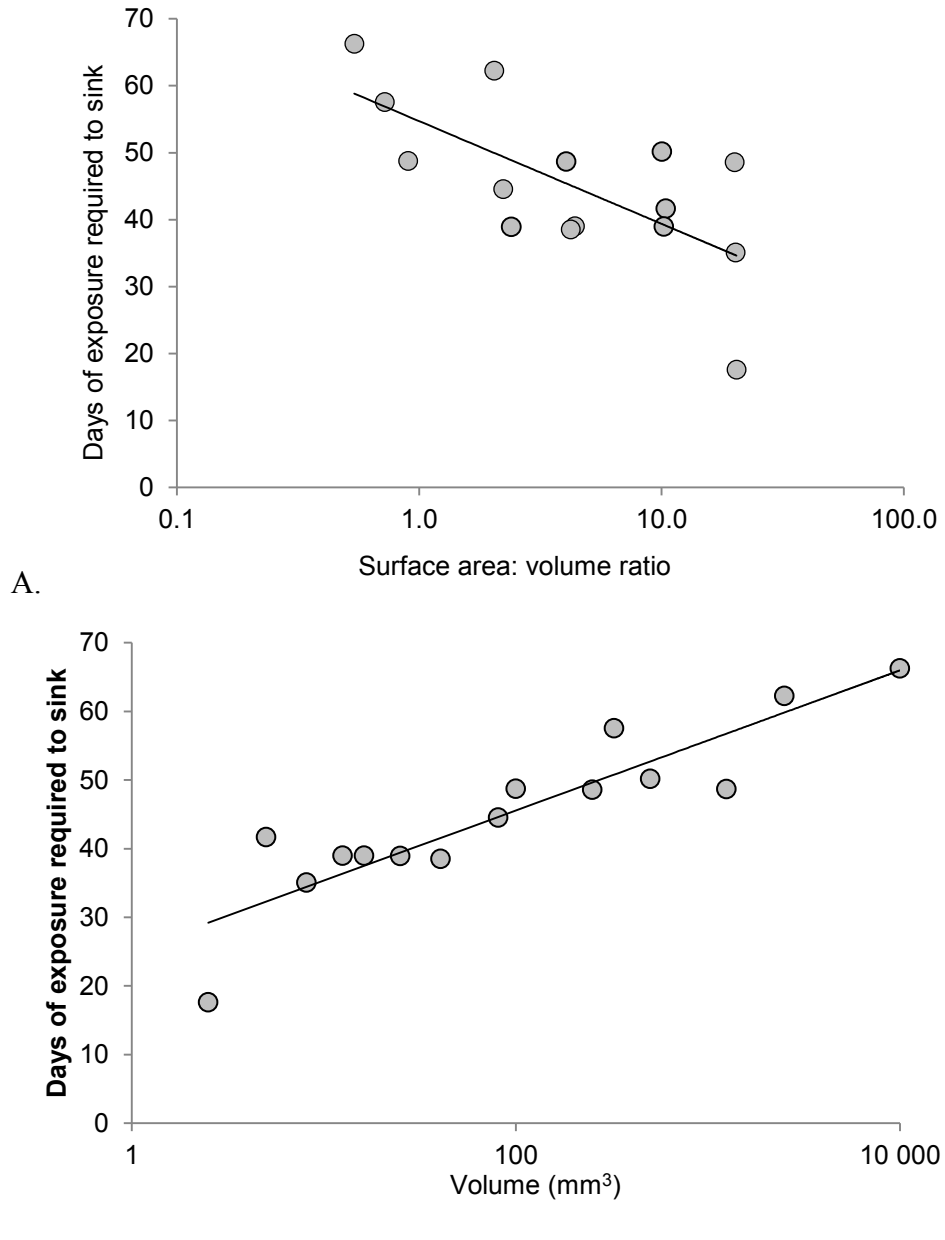 70
60
50
40
30
20
10
0
Days of exposure required to sink
0.1 1.0 10.0 100.0
Surface area: volume ratio
A.
70
60
50
40
30
20
10
0
Days of exposure required to sink
1 100 10 000
Volume (mm³)